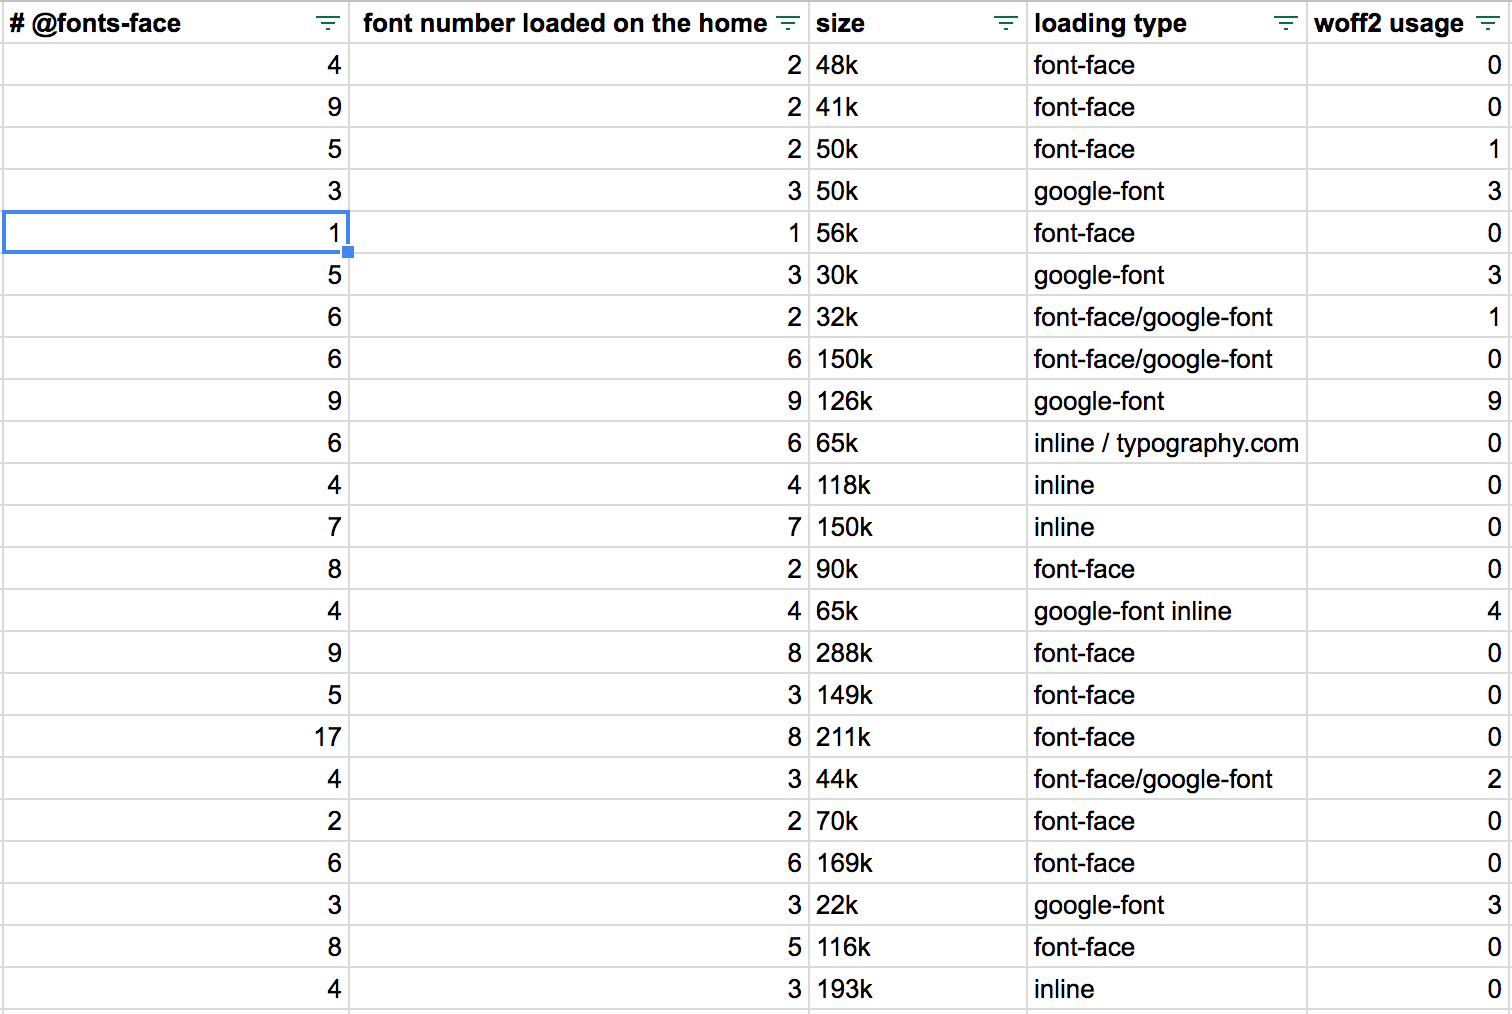 # @fonts-face font number loaded on the home size loading type woff2 usage
4 2 48k font-face 0
9 2 41k font-face 0
5 2 50k font-face 1
3 3 50k google-font 3
1 1 56k font-face 0
5 3 30k google-font 3
6 2 32k font-face/google-font 1
6 6 150k font-face/google-font 0
9 9 126k google-font 9
6 6 65k inline / typography.com 0
4 4 118k inline 0
7 7 150k inline 0
8 2 90k font-face 0
4 4 65k google-font inline 4
9 8 288k font-face 0
5 3 149k font-face 0
17 8 211k font-face 0
4 3 44k font-face/google-font 2
2 2 70k font-face 0
6 6 169k font-face 0
3 3 22k google-font 3
8 5 116k font-face 0
4 3 193k inline 0